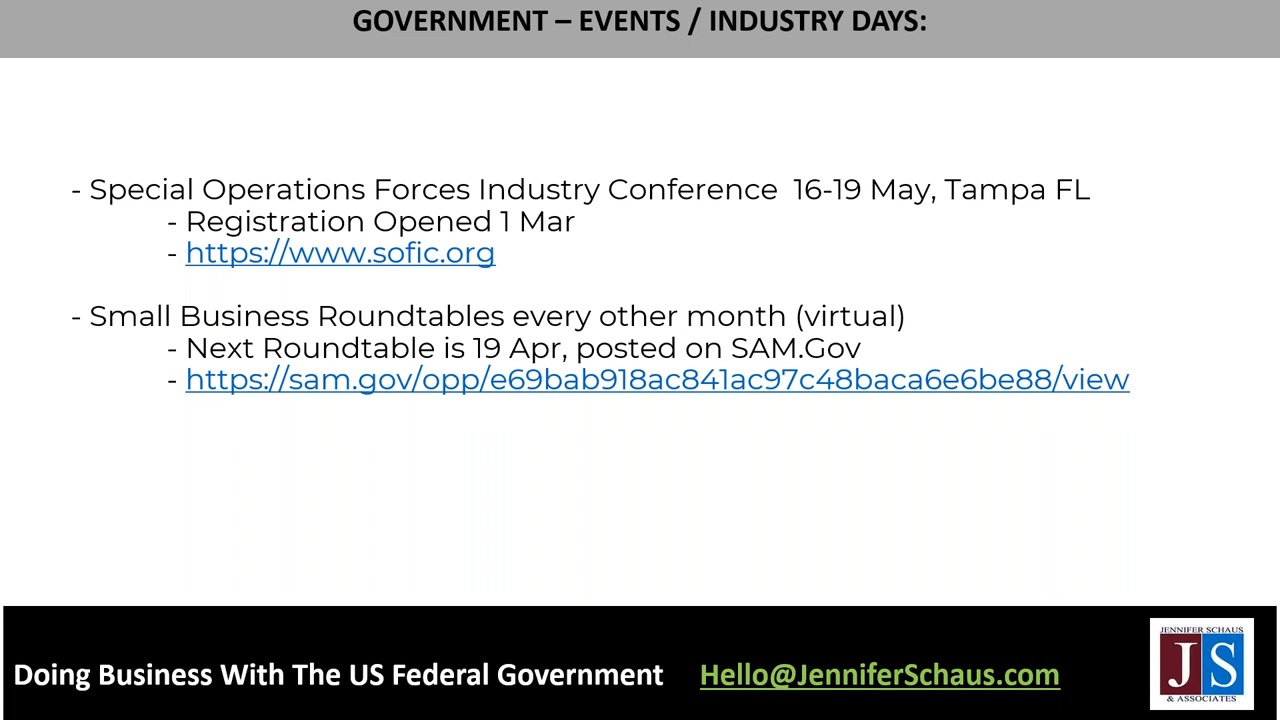 GOVERNMENT – EVENTS / INDUSTRY DAYS:
- Special Operations Forces Industry Conference  16-19 May, Tampa FL
- Registration Opened 1 Mar
- https://www.sofic.org
- Small Business Roundtables every other month (virtual)
- Next Roundtable is 19 Apr, posted on SAM.Gov
- https://sam.gov/opp/e69bab918ac841ac97c48baca6e6be88/view
Doing Business With The US Federal Government
Hello@JenniferSchaus.com
JENNIFER SCHAUS
JS
& ASSOCIATES